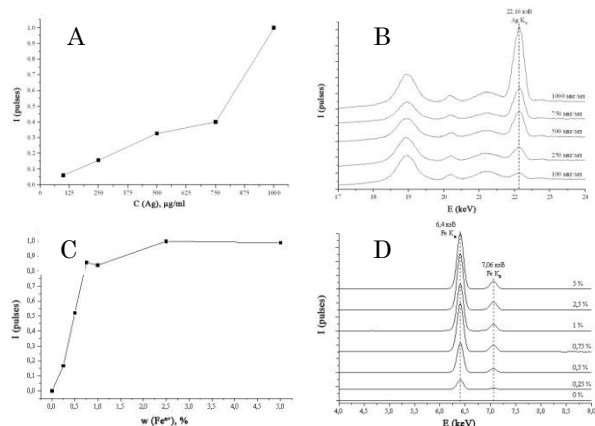 A
I (pulses)
1.0
0.9
0.8
0.7
0.6
0.5
0.4
0.3
0.2
0.1
0.0
0
100
250
500
750
1000
C (Ag), µg/ml
B
22.16 кэВ
Ag Kα
I (pulses)
1000 мкг/мл
750 мкг/мл
500 мкг/мл
250 мкг/мл
100 мкг/мл
17 18 19 20 21 22 23 24
E (keV)
C
I (pulses)
1,0
0,9
0,8
0,7
0,6
0,5
0,4
0,3
0,2
0,1
0,0
0,0 0,5 1,0 1,5 2,0 2,5 3,0 3,5 4,0 4,5 5,0
w (Feⁿ⁺), %
D
6,4 кэВ
Fe Kα
7,06 кэВ
Fe Kβ
I (pulses)
5 %
2,5 %
1 %
0,75 %
0,5 %
0,25 %
0 %
4,0 4,5 5,0 5,5 6,0 6,5 7,0 7,5 8,0 8,5 9,0
E (keV)